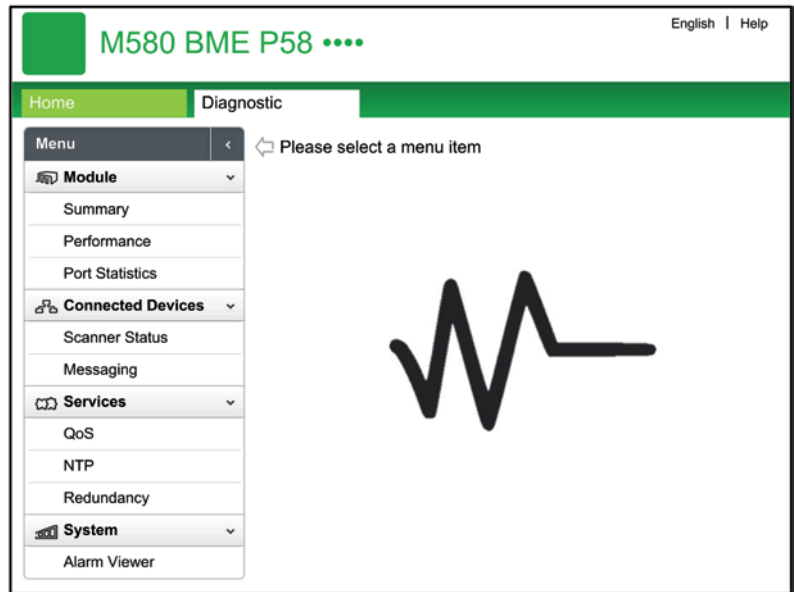 M580 BME P58 ••••
English | Help
Home
Diagnostic
Menu
Please select a menu item
Module
Summary
Performance
Port Statistics
Connected Devices
Scanner Status
Messaging
Services
QoS
NTP
Redundancy
System
Alarm Viewer